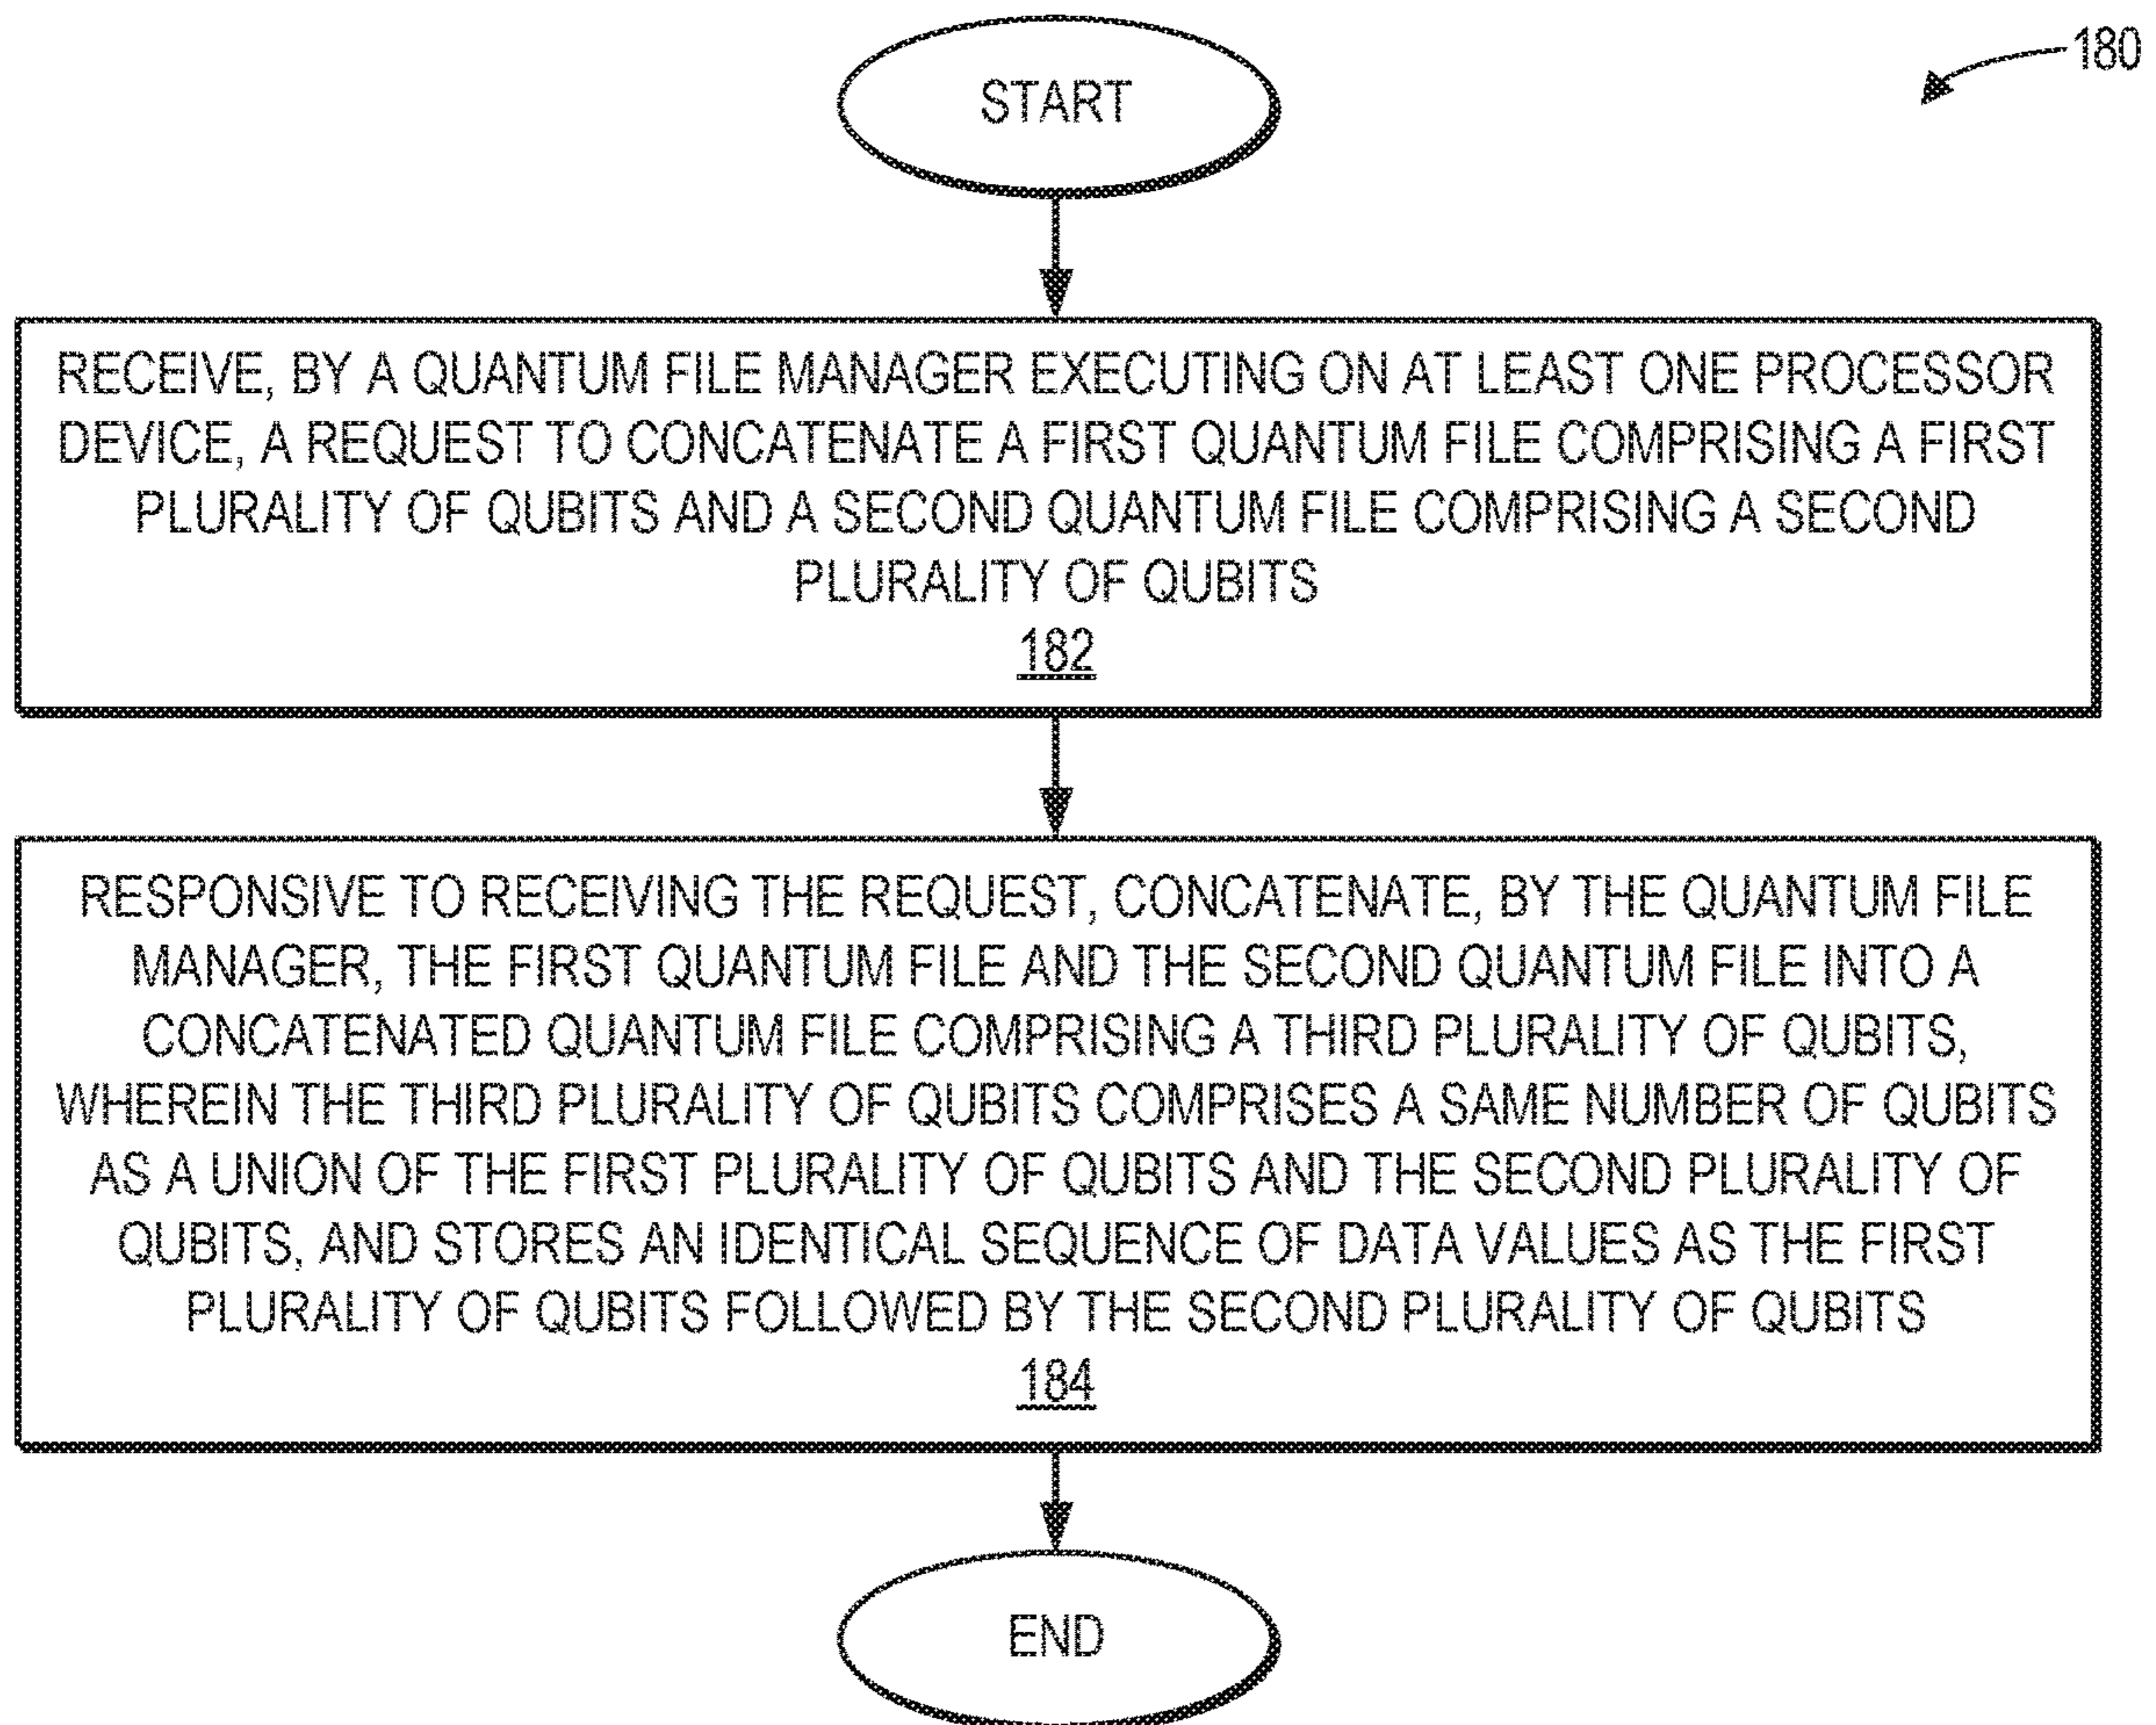 180
START
RECEIVE, BY A QUANTUM FILE MANAGER EXECUTING ON AT LEAST ONE PROCESSOR
DEVICE, A REQUEST TO CONCATENATE A FIRST QUANTUM FILE COMPRISING A FIRST
PLURALITY OF QUBITS AND A SECOND QUANTUM FILE COMPRISING A SECOND
PLURALITY OF QUBITS
182
RESPONSIVE TO RECEIVING THE REQUEST, CONCATENATE, BY THE QUANTUM FILE
MANAGER, THE FIRST QUANTUM FILE AND THE SECOND QUANTUM FILE INTO A
CONCATENATED QUANTUM FILE COMPRISING A THIRD PLURALITY OF QUBITS,
WHEREIN THE THIRD PLURALITY OF QUBITS COMPRISES A SAME NUMBER OF QUBITS
AS A UNION OF THE FIRST PLURALITY OF QUBITS AND THE SECOND PLURALITY OF
QUBITS, AND STORES AN IDENTICAL SEQUENCE OF DATA VALUES AS THE FIRST
PLURALITY OF QUBITS FOLLOWED BY THE SECOND PLURALITY OF QUBITS
184
END